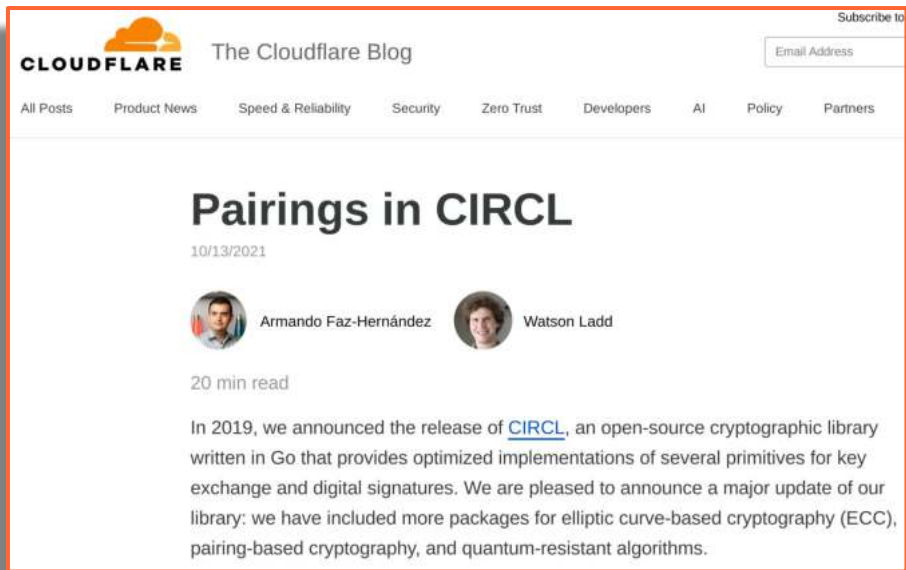 Subscribe to
CLOUDFLARE
The Cloudflare Blog
Email Address
All Posts Product News Speed & Reliability Security Zero Trust Developers AI Policy Partners
Pairings in CIRCL
10/13/2021
Armando Faz-Hernández Watson Ladd
20 min read
In 2019, we announced the release of CIRCL, an open-source cryptographic library
written in Go that provides optimized implementations of several primitives for key
exchange and digital signatures. We are pleased to announce a major update of our
library: we have included more packages for elliptic curve-based cryptography (ECC),
pairing-based cryptography, and quantum-resistant algorithms.